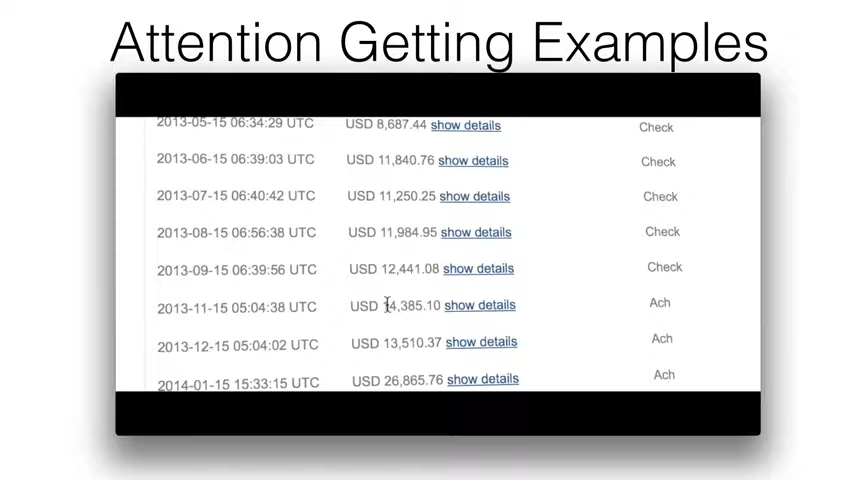 Attention Getting Examples
2013-05-15 06:34:29 UTC USD 8,687.44 show details Check
2013-06-15 06:39:03 UTC USD 11,840.76 show details Check
2013-07-15 06:40:42 UTC USD 11,250.25 show details Check
2013-08-15 06:56:38 UTC USD 11,984.95 show details Check
2013-09-15 06:39:56 UTC USD 12,441.08 show details Check
2013-11-15 05:04:38 UTC USD 14,385.10 show details Ach
2013-12-15 05:04:02 UTC USD 13,510.37 show details Ach
2014-01-15 15:33:15 UTC USD 26,865.76 show details Ach